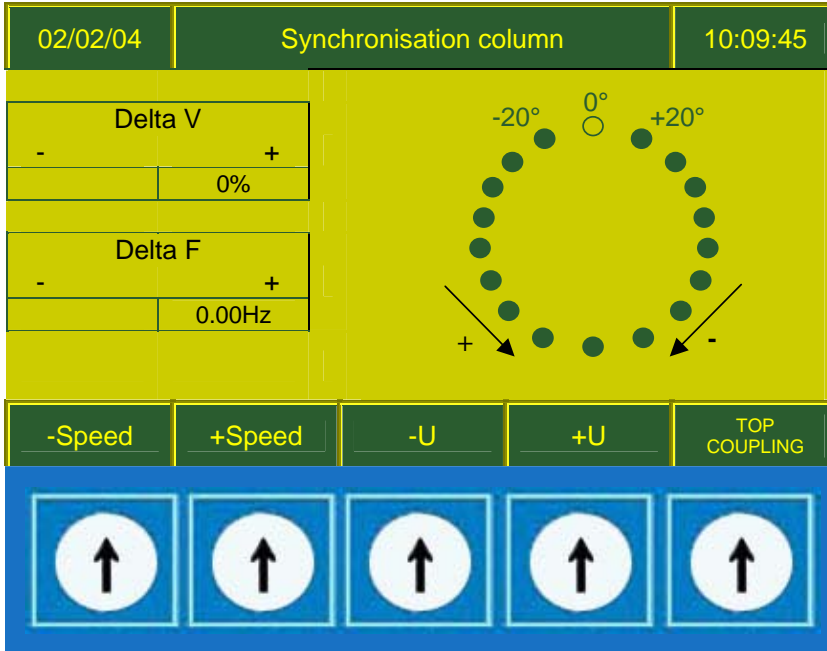 02/02/04 Synchronisation column 10:09:45
Delta V
- +
0%
Delta F
- +
0.00Hz
0°
-20° +20°
+ -
-Speed +Speed -U +U TOP
COUPLING